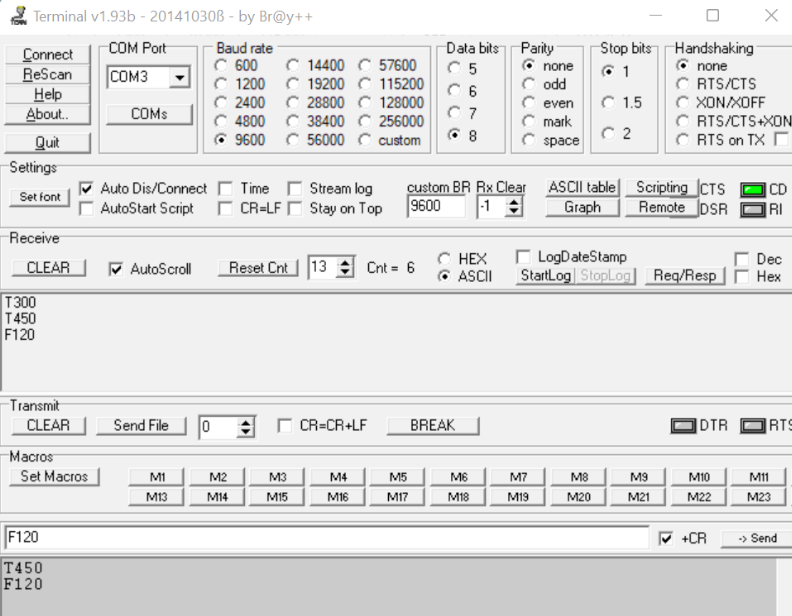 Terminal v1.93b - 20141030ß - by Br@y++
Connect
ReScan
Help
About..
Quit
COM Port
COM3
COMs
Baud rate
600 14400 57600
1200 19200 115200
2400 28800 128000
4800 38400 256000
9600 56000 custom
Data bits
5
6
7
8
Parity
none
odd
even
mark
space
Stop bits
1
1.5
2
Handshaking
none
RTS/CTS
XON/XOFF
RTS/CTS+XON
RTS on TX
Settings
Set font
Auto Dis/Connect Time Stream log
AutoStart Script CR=LF Stay on Top
custom BR Rx Clear
9600 -1
ASCII table Scripting CTS CD
Graph Remote DSR RI
Receive
CLEAR AutoScroll Reset Cnt 13 Cnt = 6
HEX
ASCII
LogDateStamp
StartLog StopLog Req/Resp
Dec
Hex
T300
T450
F120
Transmit
CLEAR Send File 0 CR=CR+LF BREAK DTR RTS
Macros
Set Macros M1 M2 M3 M4 M5 M6 M7 M8 M9 M10 M11
M13 M14 M15 M16 M17 M18 M19 M20 M21 M22 M23
F120 +CR -> Send
T450
F120